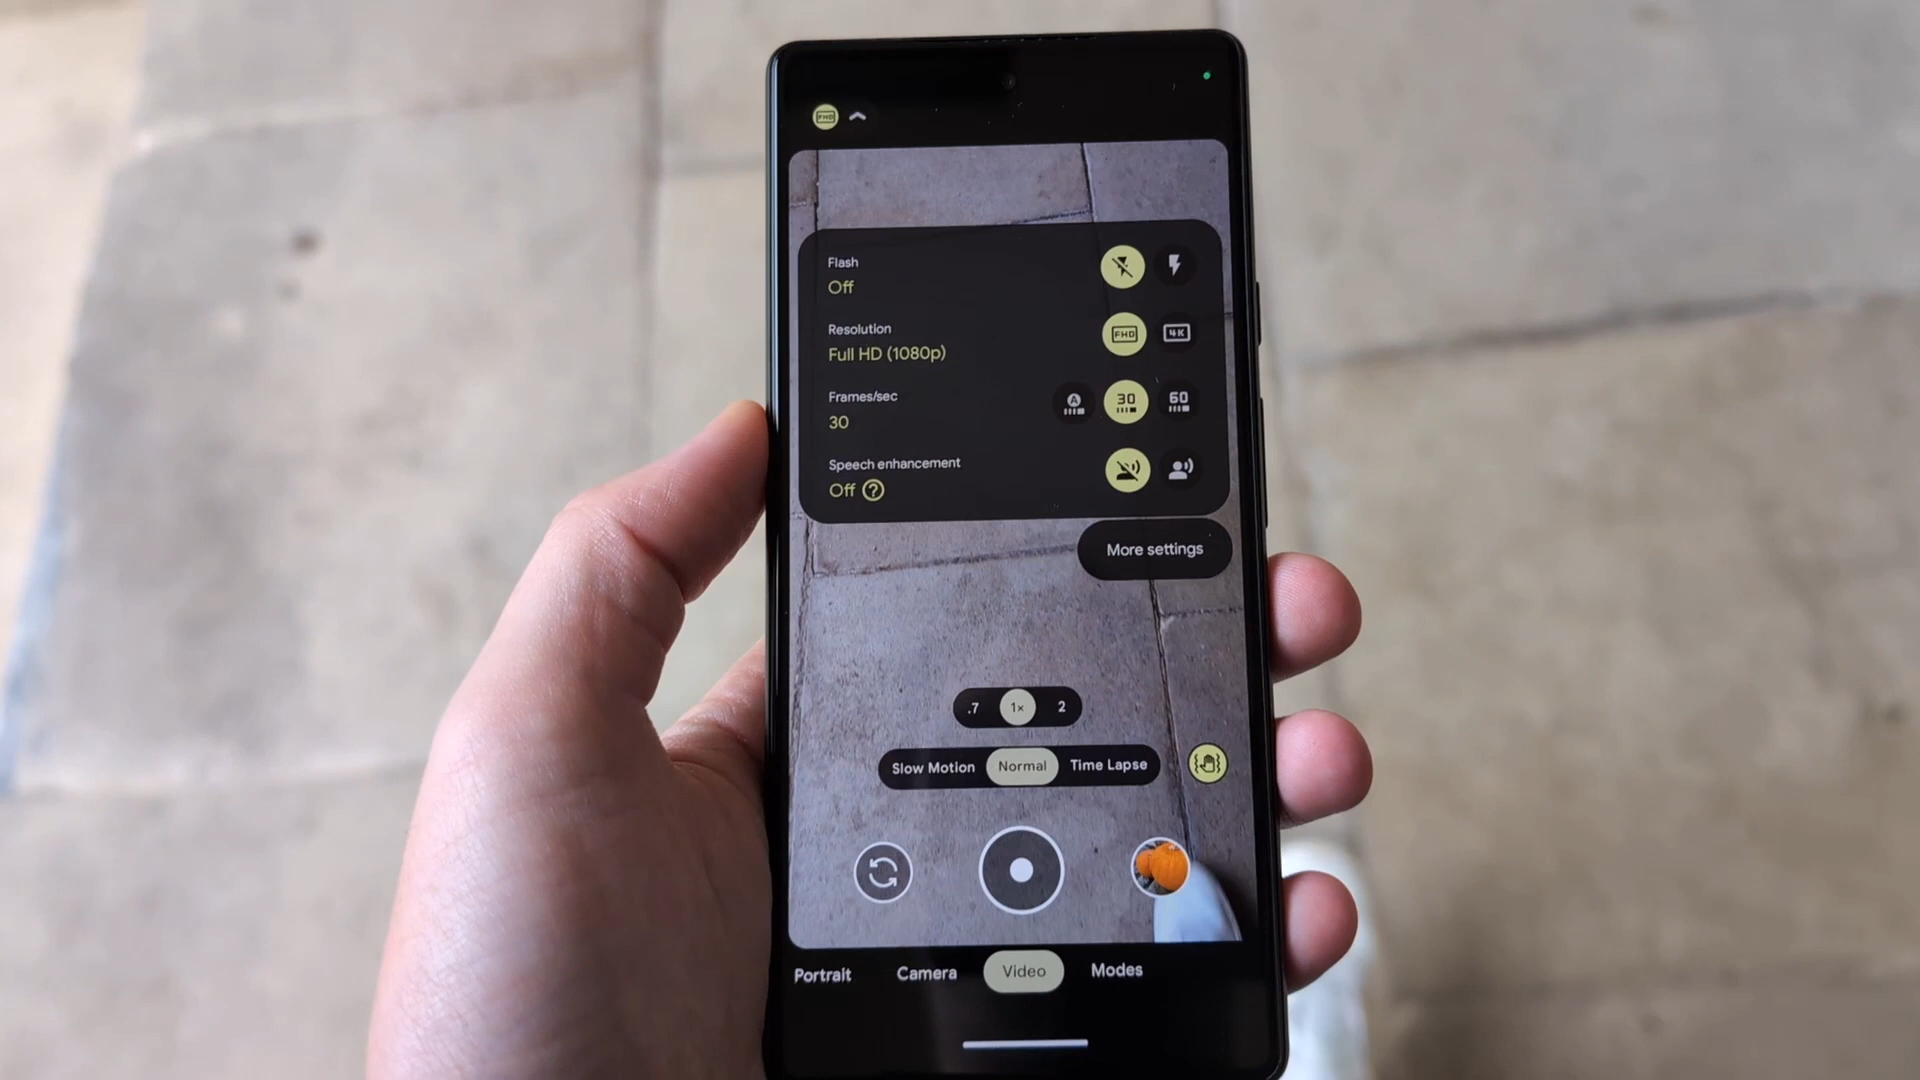 FHD
Flash
Off
Resolution
Full HD (1080p)
FHD 4K
Frames/sec
30
A 30 60
Speech enhancement
Off ?
More settings
.7 1× 2
Slow Motion Normal Time Lapse
Portrait Camera Video Modes